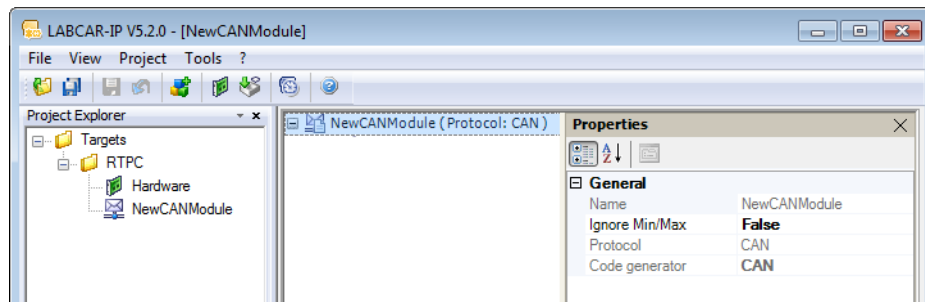 LABCAR-IP V5.2.0 - [NewCANModule]
File View Project Tools ?
Project Explorer
Targets
RTPC
Hardware
NewCANModule
NewCANModule (Protocol: CAN)
Properties
General
Name NewCANModule
Ignore Min/Max False
Protocol CAN
Code generator CAN